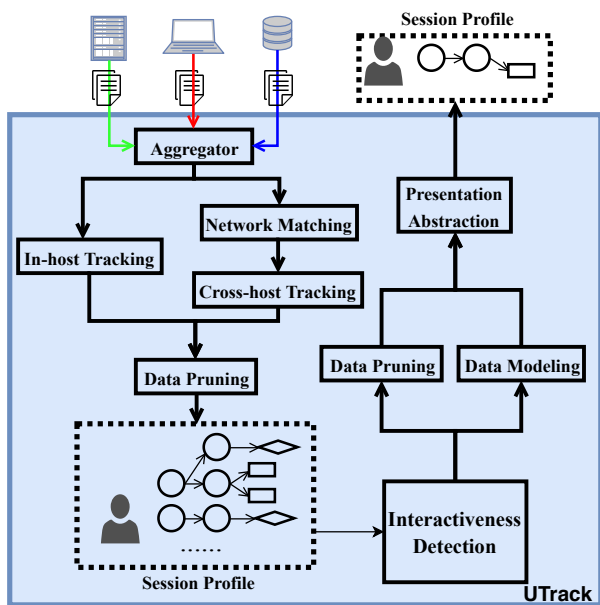 Session Profile
Aggregator
Network Matching
Presentation
Abstraction
In-host Tracking
Cross-host Tracking
Data Pruning
Data Pruning
Data Modeling
......
Session Profile
Interactiveness
Detection
UTrack